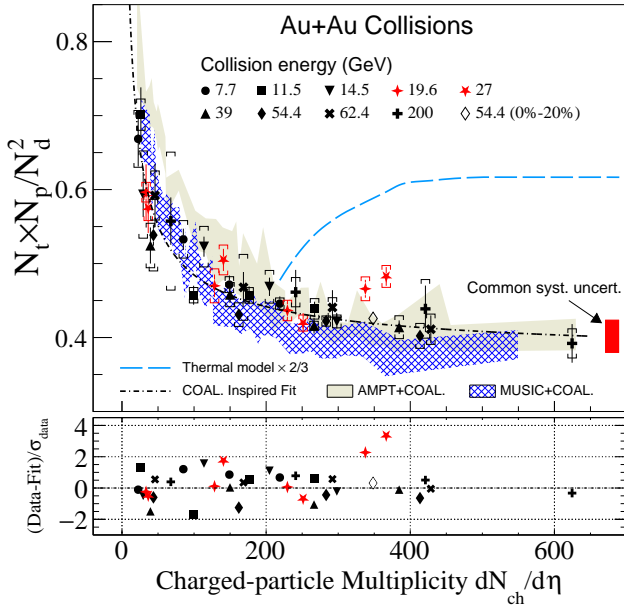 Au+Au Collisions
Collision energy (GeV)
7.7 11.5 14.5 19.6 27
39 54.4 62.4 200 54.4 (0%-20%)
N_t×N_p/N_d^2
0.8
0.6
0.4
Common syst. uncert.
Thermal model × 2/3
COAL. Inspired Fit AMPT+COAL. MUSIC+COAL.
(Data-Fit)/σ_data
4
2
0
−2
0 200 400 600
Charged-particle Multiplicity dN_ch/dη